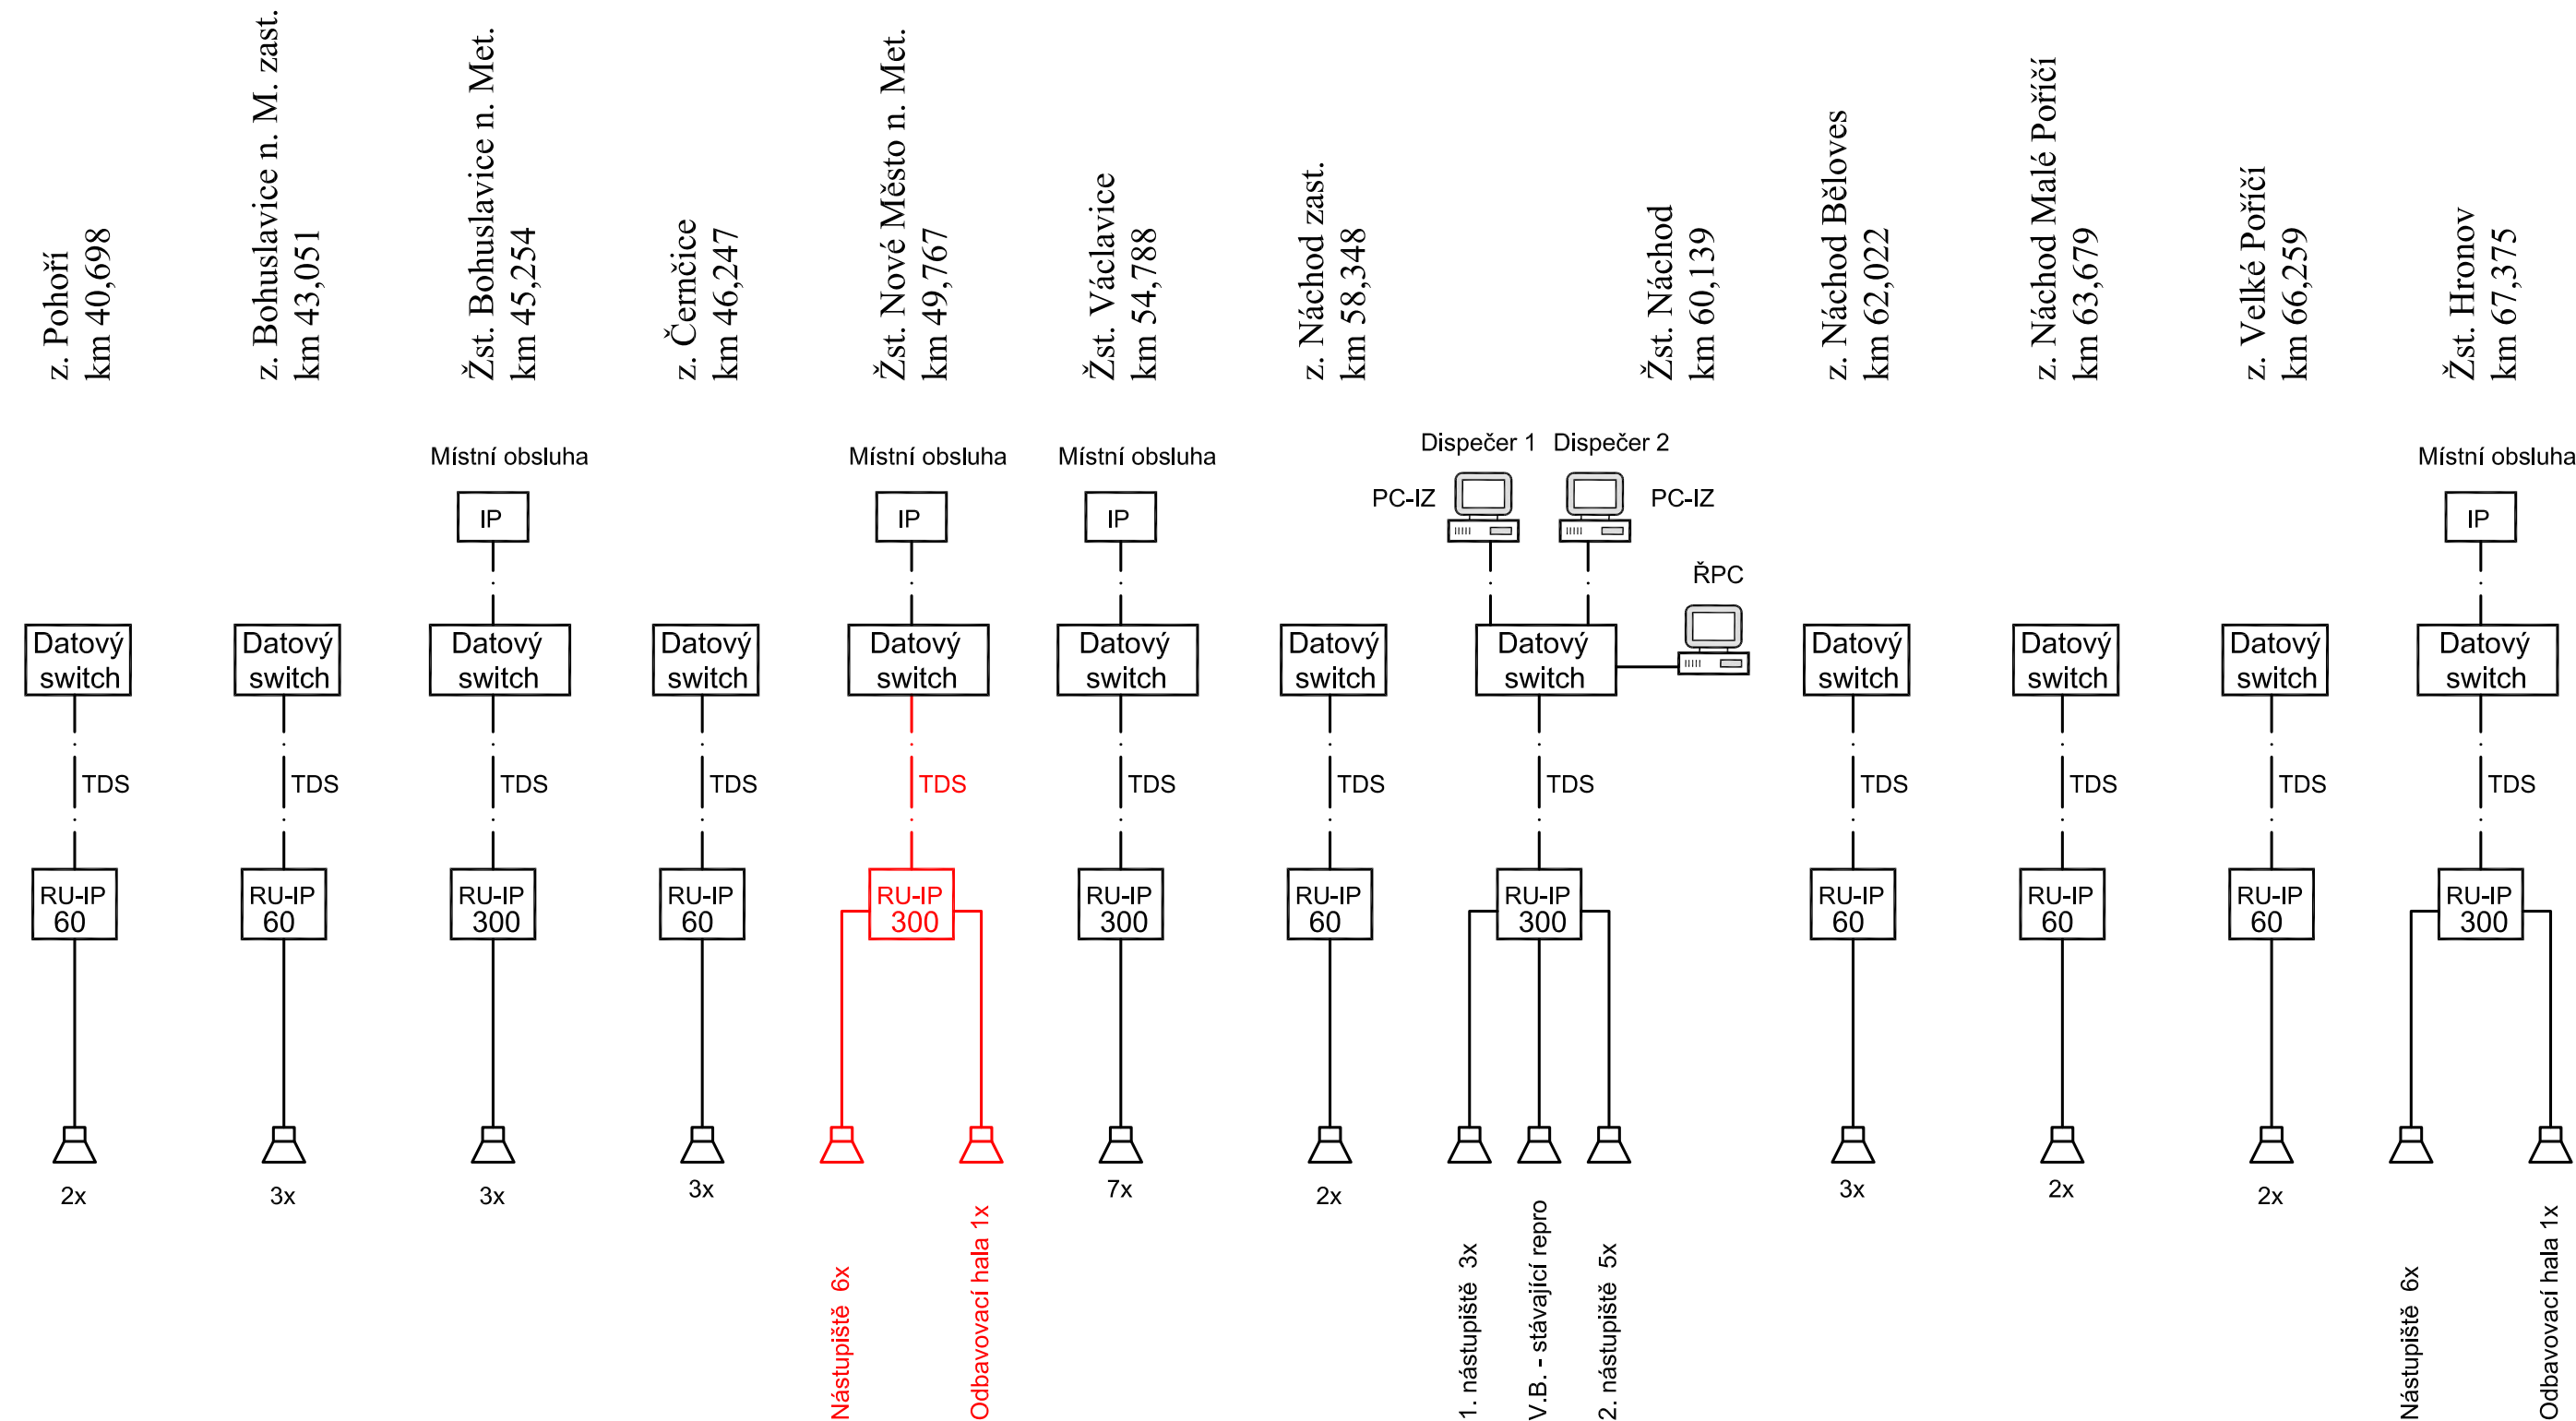 z. Pohoří
km 40,698
z. Bohuslavice n. M. zast.
km 43,051
Žst. Bohuslavice n. Met.
km 45,254
z. Černčice
km 46,247
Žst. Nové Město n. Met.
km 49,767
Žst. Václavice
km 54,788
z. Náchod zast.
km 58,348
Žst. Náchod
km 60,139
z. Náchod Běloves
km 62,022
z. Náchod Malé Poříčí
km 63,679
z. Velké Poříčí
km 66,259
Žst. Hronov
km 67,375
Místní obsluha
Místní obsluha
Místní obsluha
Dispečer 1
Dispečer 2
Místní obsluha
IP
IP
IP
PC-IZ
PC-IZ
IP
ŘPC
Datový
switch
Datový
switch
Datový
switch
Datový
switch
Datový
switch
Datový
switch
Datový
switch
Datový
switch
Datový
switch
Datový
switch
Datový
switch
Datový
switch
TDS
TDS
TDS
TDS
TDS
TDS
TDS
TDS
TDS
TDS
TDS
TDS
RU-IP
60
RU-IP
60
RU-IP
300
RU-IP
60
RU-IP
300
RU-IP
300
RU-IP
60
RU-IP
300
RU-IP
60
RU-IP
60
RU-IP
60
RU-IP
300
2x
3x
3x
3x
Nástupiště 6x
Odbavovací hala 1x
7x
2x
1. nástupiště 3x
V.B. - stávající repro
2. nástupiště 5x
3x
2x
2x
Nástupiště 6x
Odbavovací hala 1x